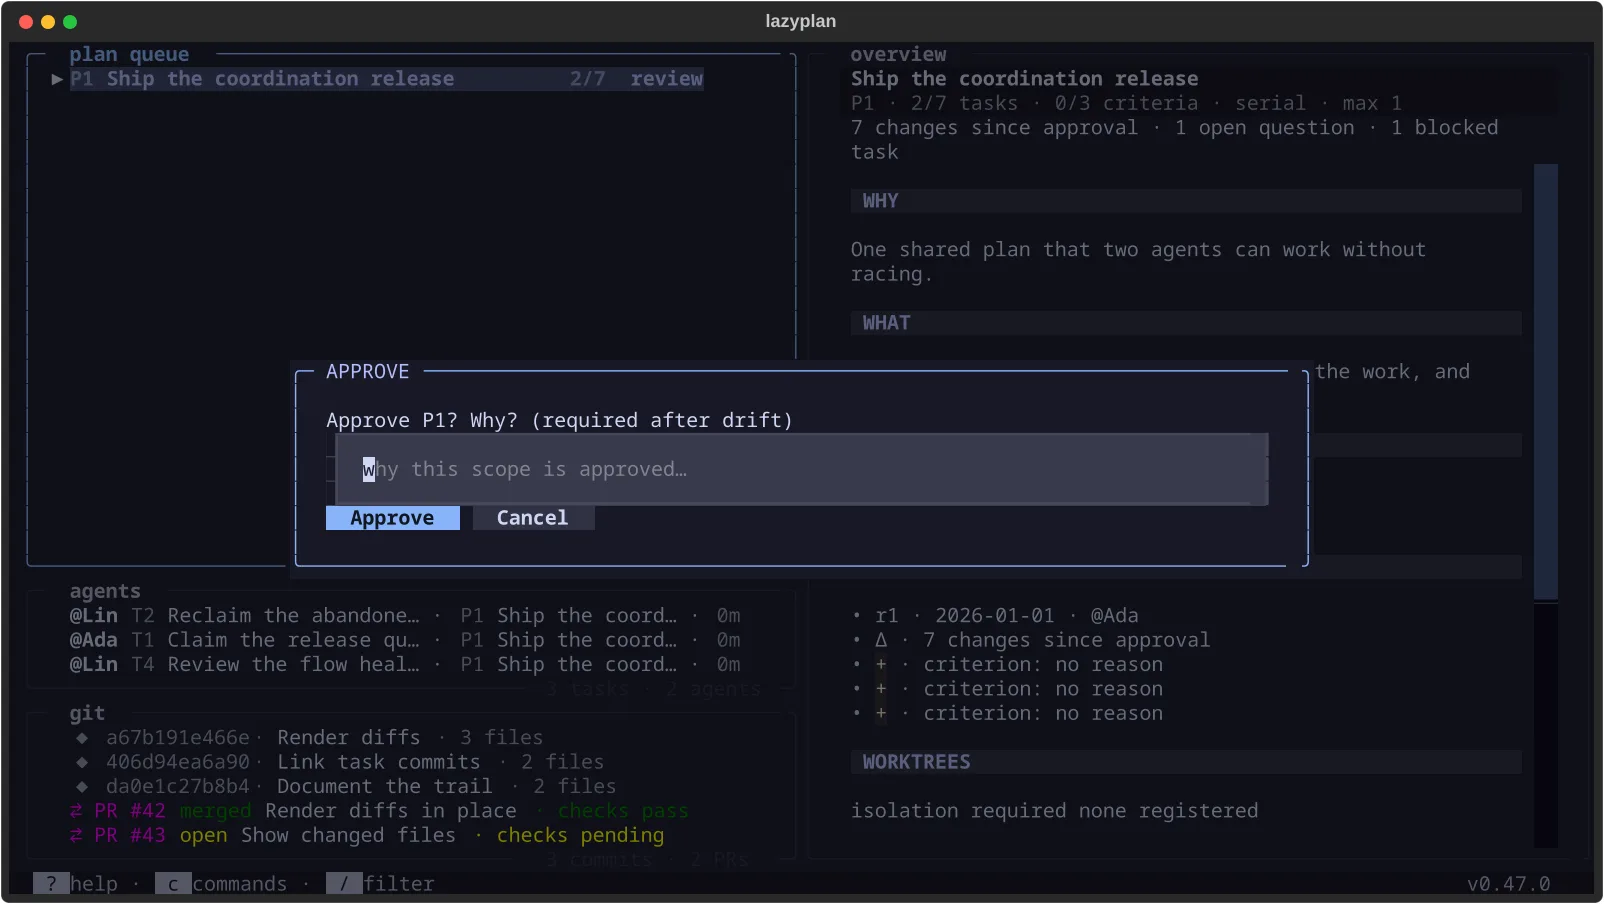 lazyplan
plan queue
▶ P1 Ship the coordination release 2/7 review
overview
Ship the coordination release
P1 · 2/7 tasks · 0/3 criteria · serial · max 1
7 changes since approval · 1 open question · 1 blocked
task
WHY
One shared plan that two agents can work without
racing.
WHAT
the work, and
APPROVE
Approve P1? Why? (required after drift)
why this scope is approved…
Approve Cancel
agents
@Lin T2 Reclaim the abandone… · P1 Ship the coord… · 0m
@Ada T1 Claim the release qu… · P1 Ship the coord… · 0m
@Lin T4 Review the flow heal… · P1 Ship the coord… · 0m
3 tasks · 2 agents
git
◆ a67b191e466e · Render diffs · 3 files
◆ 406d94ea6a90 · Link task commits · 2 files
◆ da0e1c27b8b4 · Document the trail · 2 files
⇄ PR #42 merged Render diffs in place · checks pass
⇄ PR #43 open Show changed files · checks pending
3 commits · 2 PRs
• r1 · 2026-01-01 · @Ada
• Δ · 7 changes since approval
• + · criterion: no reason
• + · criterion: no reason
• + · criterion: no reason
WORKTREES
isolation required none registered
? help · c commands · / filter
v0.47.0